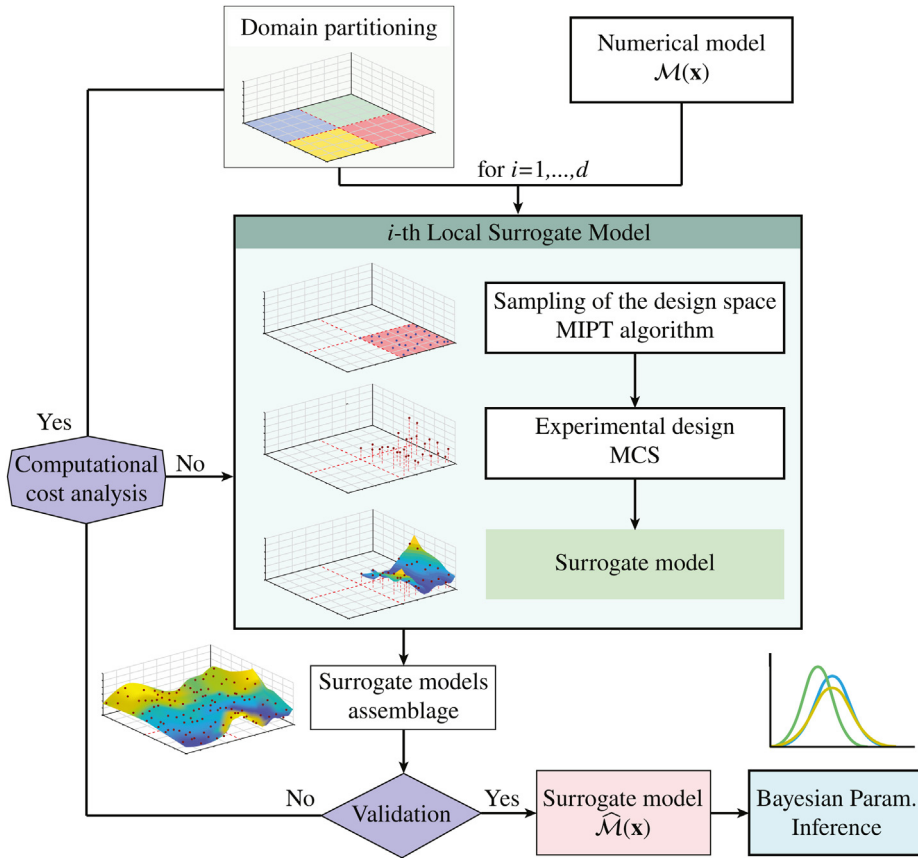 Domain partitioning
Numerical model
ℳ(x)
for i=1,...,d
i-th Local Surrogate Model
Sampling of the design space
MIPT algorithm
Yes
Experimental design
MCS
Computational
cost analysis
No
Surrogate model
Surrogate models
assemblage
No
Validation
Yes
Surrogate model
ℳ̂(x)
Bayesian Param.
Inference